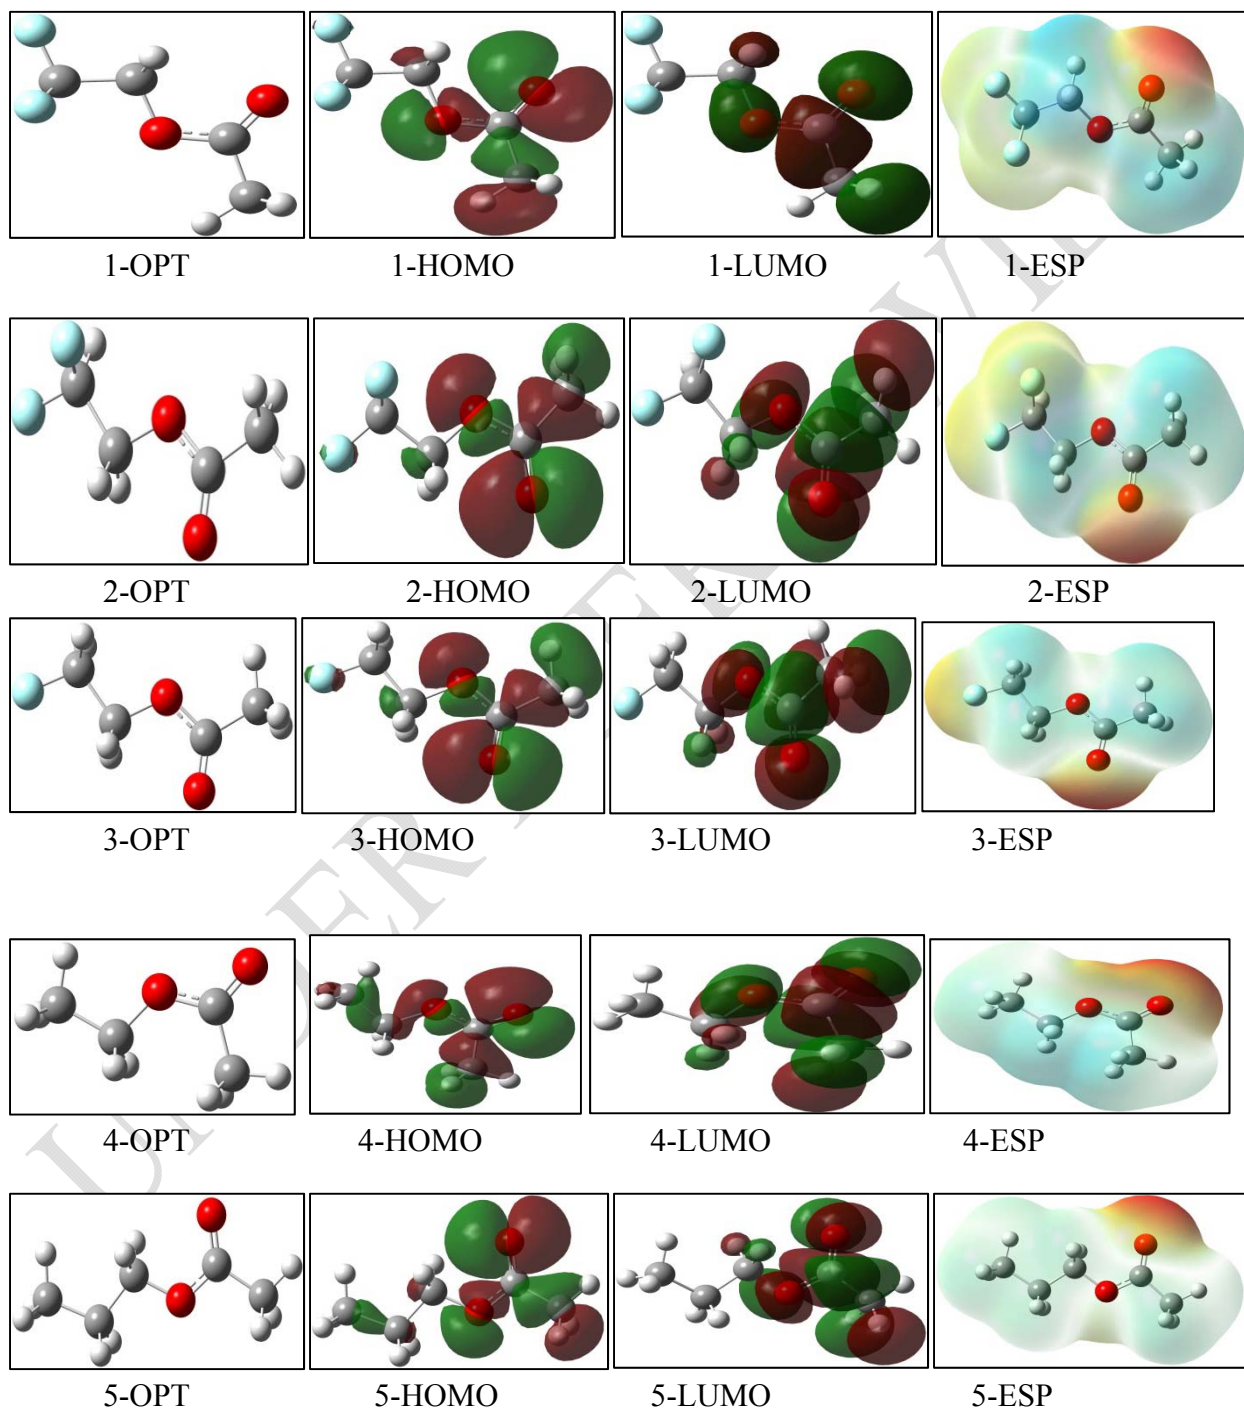 1-OPT 1-HOMO 1-LUMO 1-ESP
2-OPT 2-HOMO 2-LUMO 2-ESP
3-OPT 3-HOMO 3-LUMO 3-ESP
4-OPT 4-HOMO 4-LUMO 4-ESP
5-OPT 5-HOMO 5-LUMO 5-ESP